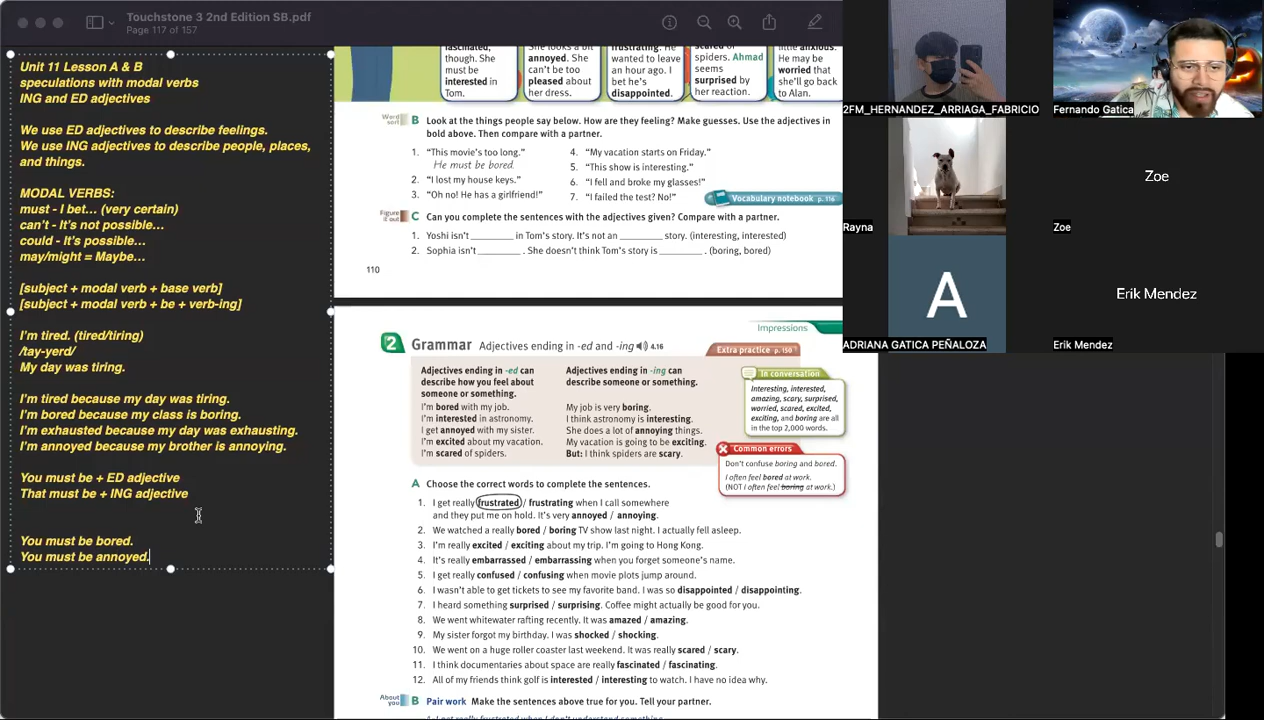 Touchstone 3 2nd Edition SB.pdf
Page 117 of 157
Unit 11 Lesson A & B
speculations with modal verbs
ING and ED adjectives
We use ED adjectives to describe feelings.
We use ING adjectives to describe people, places,
and things.
MODAL VERBS:
must - I bet... (very certain)
can't - It's not possible...
could - It's possible...
may/might = Maybe...
[subject + modal verb + base verb]
[subject + modal verb + be + verb-ing]
I'm tired. (tired/tiring)
/tay-yerd/
My day was tiring.
I'm tired because my day was tiring.
I'm bored because my class is boring.
I'm exhausted because my day was exhausting.
I'm annoyed because my brother is annoying.
You must be + ED adjective
That must be + ING adjective
You must be bored.
You must be annoyed.
fascinated,
though. She
must be
interested in
Tom.
She looks a bit
annoyed. She
can't be too
pleased about
her dress.
frustrating. He
wanted to leave
an hour ago. I
bet he's
disappointed.
scared of
spiders. Ahmad
seems
surprised by
her reaction.
little anxious.
He may be
worried that
she'll go back
to Alan.
Word sort
B Look at the things people say below. How are they feeling? Make guesses. Use the adjectives in
bold above. Then compare with a partner.
1. "This movie's too long."
He must be bored.
2. "I lost my house keys."
3. "Oh no! He has a girlfriend!"
4. "My vacation starts on Friday."
5. "This show is interesting."
6. "I fell and broke my glasses!"
7. "I failed the test? No!"
Vocabulary notebook p. 116
Figure it out
C Can you complete the sentences with the adjectives given? Compare with a partner.
1. Yoshi isn't ________ in Tom's story. It's not an ________ story. (interesting, interested)
2. Sophia isn't ________ . She doesn't think Tom's story is ________ . (boring, bored)
110
Impressions
2 Grammar Adjectives ending in -ed and -ing 4.16
Extra practice p. 150
Adjectives ending in -ed can
describe how you feel about
someone or something.
I'm bored with my job.
I'm interested in astronomy.
I get annoyed with my sister.
I'm excited about my vacation.
I'm scared of spiders.
Adjectives ending in -ing can
describe someone or something.
My job is very boring.
I think astronomy is interesting.
She does a lot of annoying things.
My vacation is going to be exciting.
But: I think spiders are scary.
In conversation
Interesting, interested,
amazing, scary, surprised,
worried, scared, excited,
exciting, and boring are all
in the top 2,000 words.
Common errors
Don't confuse boring and bored.
I often feel bored at work.
(NOT I often feel boring at work.)
A Choose the correct words to complete the sentences.
1. I get really frustrated / frustrating when I call somewhere
and they put me on hold. It's very annoyed / annoying.
2. We watched a really bored / boring TV show last night. I actually fell asleep.
3. I'm really excited / exciting about my trip. I'm going to Hong Kong.
4. It's really embarrassed / embarrassing when you forget someone's name.
5. I get really confused / confusing when movie plots jump around.
6. I wasn't able to get tickets to see my favorite band. I was so disappointed / disappointing.
7. I heard something surprised / surprising. Coffee might actually be good for you.
8. We went whitewater rafting recently. It was amazed / amazing.
9. My sister forgot my birthday. I was shocked / shocking.
10. We went on a huge roller coaster last weekend. It was really scared / scary.
11. I think documentaries about space are really fascinated / fascinating.
12. All of my friends think golf is interested / interesting to watch. I have no idea why.
About you
B Pair work Make the sentences above true for you. Tell your partner.
2FM_HERNANDEZ_ARRIAGA_FABRICIO
Fernando Gatica
Rayna
Zoe
Zoe
A
ADRIANA GATICA PEÑALOZA
Erik Mendez
Erik Mendez